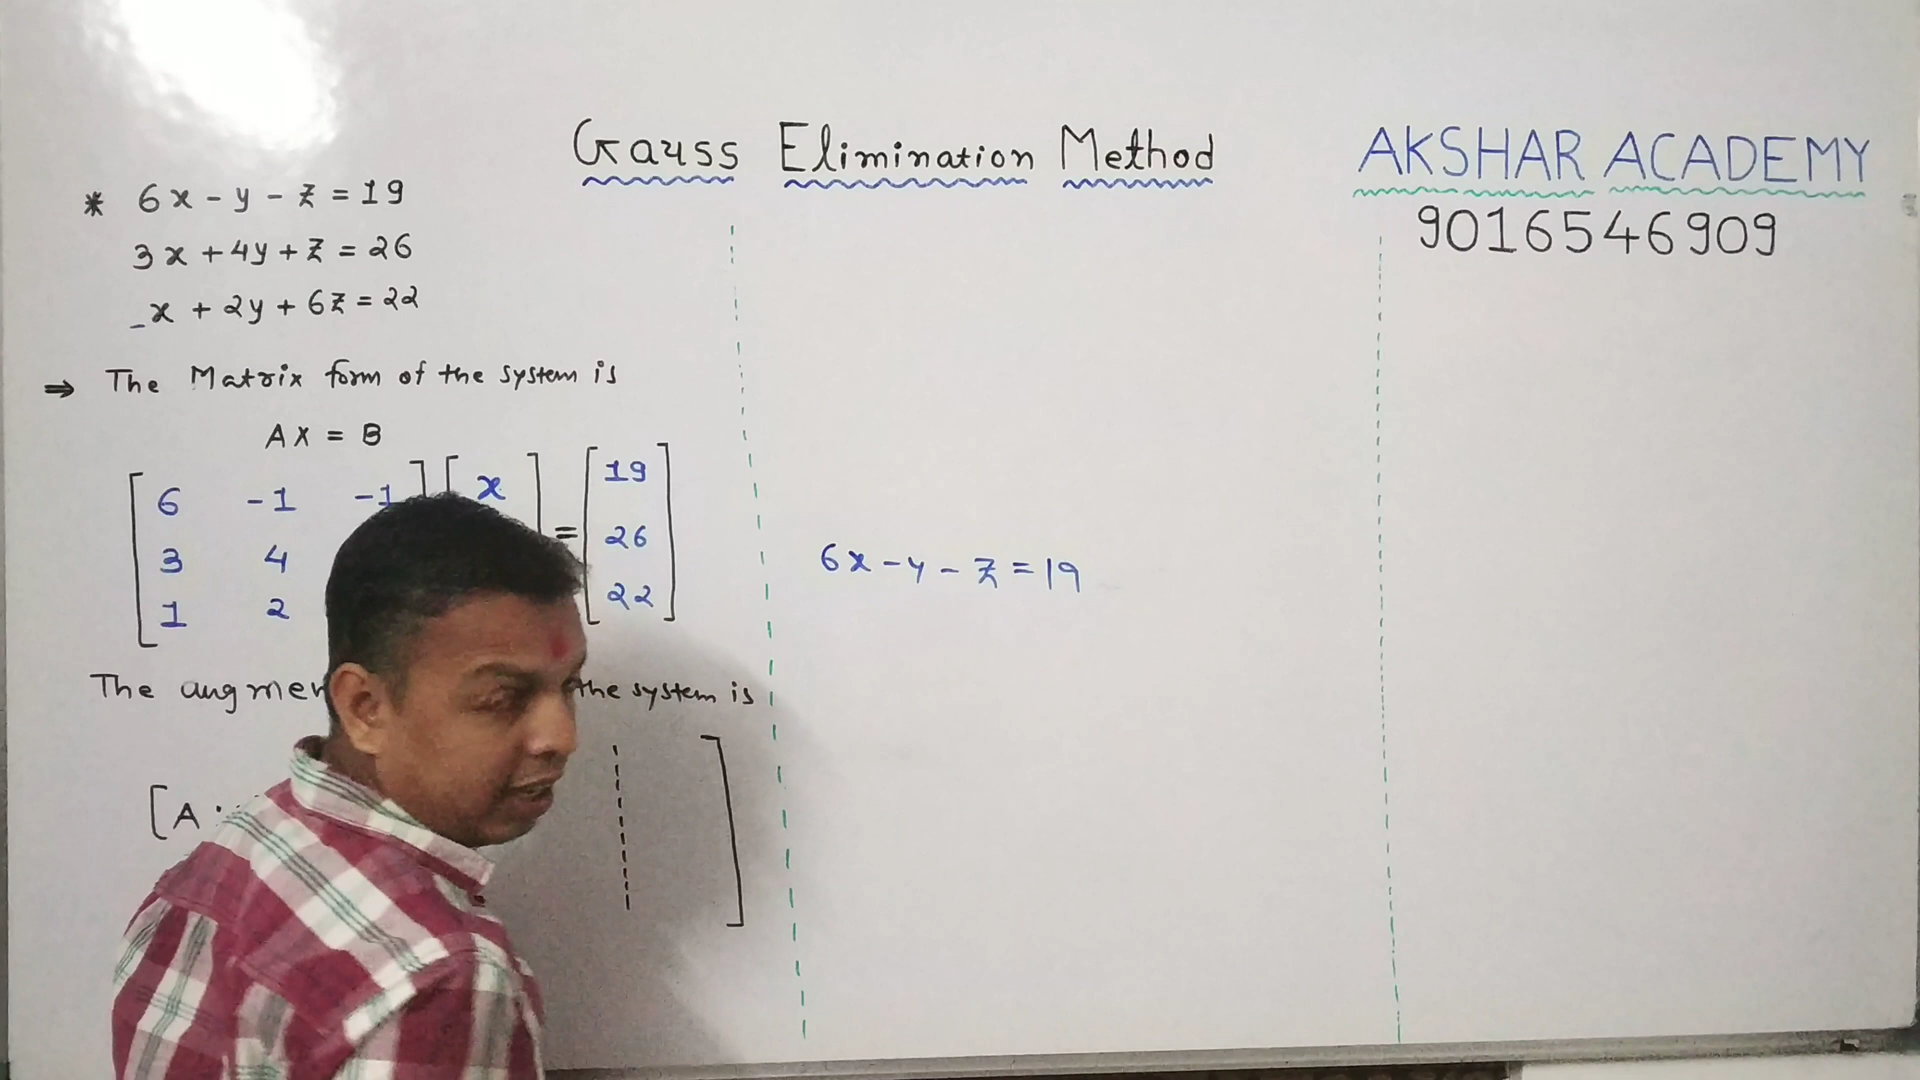 Gauss Elimination Method
AKSHAR ACADEMY
9016546909
* 6x - y - z = 19
3x + 4y + z = 26
x + 2y + 6z = 22
⇒ The Matrix form of the system is
AX = B
6 -1 -1 x 19
3 4 = 26
1 2 22
The the system is
[A :
6x - y - z = 19